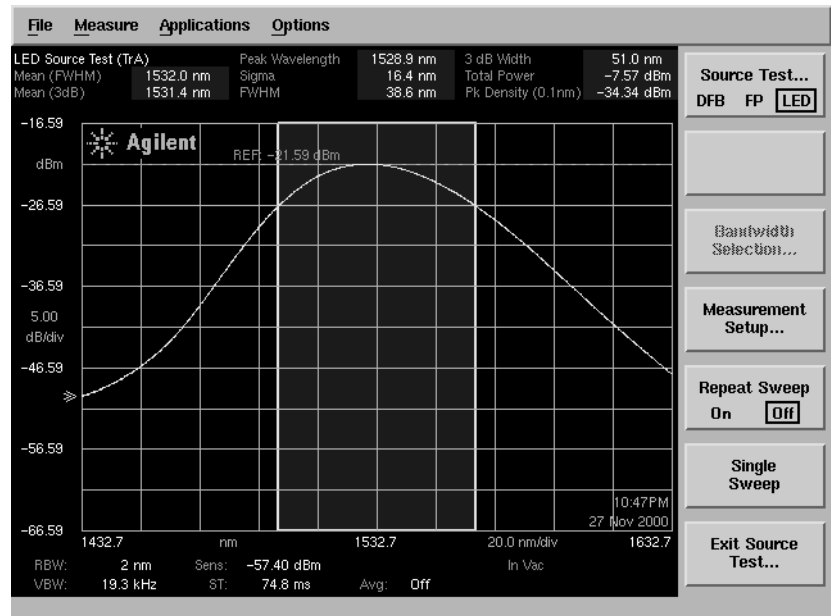 File Measure Applications Options
LED Source Test (TrA) Peak Wavelength 1528.9 nm 3 dB Width 51.0 nm
Mean (FWHM) 1532.0 nm Sigma 16.4 nm Total Power −7.57 dBm
Mean (3dB) 1531.4 nm FWHM 38.6 nm Pk Density (0.1nm) −34.34 dBm
−16.59
Agilent
REF: −21.59 dBm
dBm
−26.59
−36.59
5.00
dB/div
−46.59
−56.59
−66.59
10:47PM
27 Nov 2000
1432.7 nm 1532.7 20.0 nm/div 1632.7
RBW: 2 nm Sens: −57.40 dBm In Vac
VBW: 19.3 kHz ST: 74.8 ms Avg: Off
Source Test...
DFB FP LED
Bandwidth
Selection...
Measurement
Setup...
Repeat Sweep
On Off
Single
Sweep
Exit Source
Test...